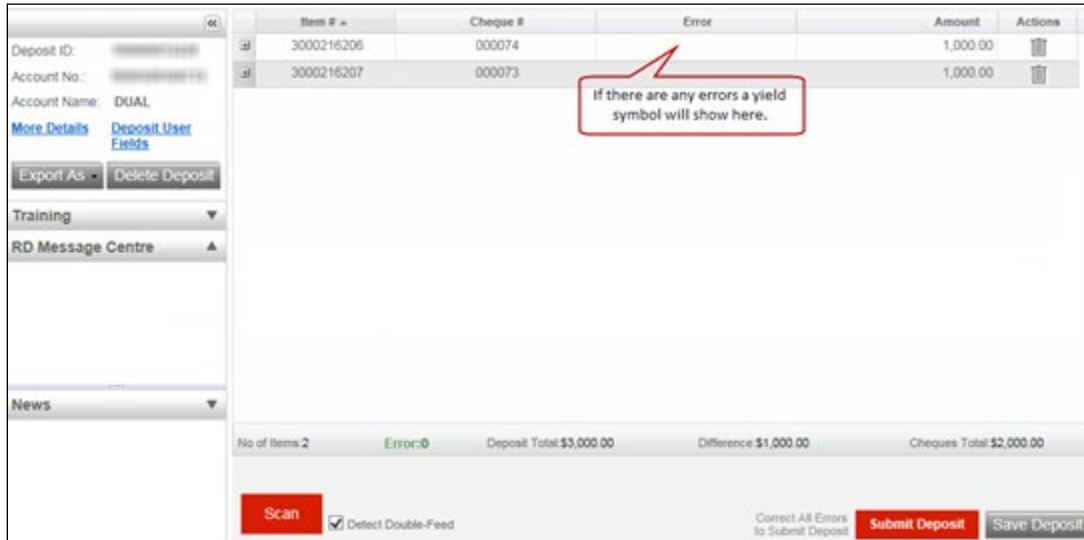 Item # Cheque # Error Amount Actions
Deposit ID:
3000216206 000074 1,000.00
Account No.:
3000216207 000073 1,000.00
Account Name: DUAL
If there are any errors a yield
symbol will show here.
More Details Deposit User
Fields
Export As Delete Deposit
Training
RD Message Centre
News
No of Items:2 Error:0 Deposit Total:$3,000.00 Difference:$1,000.00 Cheques Total:$2,000.00
Scan Detect Double-Feed
Correct All Errors
to Submit Deposit
Submit Deposit Save Deposit